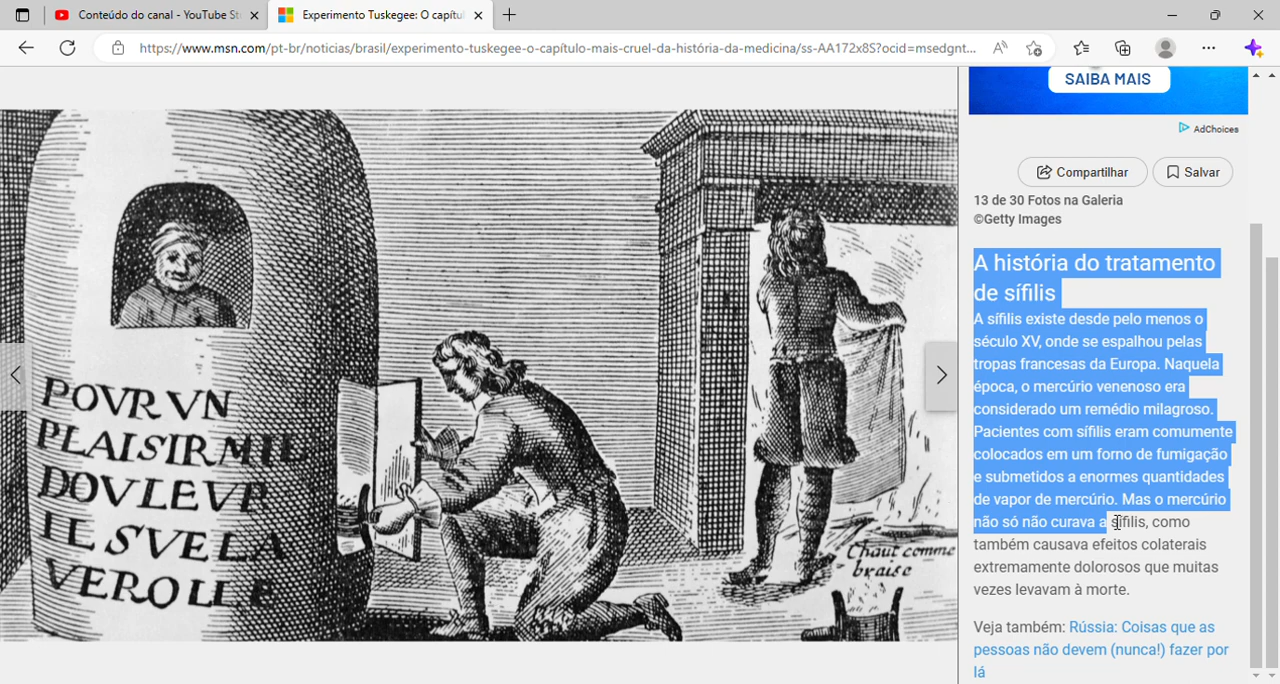 Conteúdo do canal - YouTube St
Experimento Tuskegee: O capítul
https://www.msn.com/pt-br/noticias/brasil/experimento-tuskegee-o-capítulo-mais-cruel-da-história-da-medicina/ss-AA172x8S?ocid=msedgnt...
SAIBA MAIS
AdChoices
Compartilhar
Salvar
13 de 30 Fotos na Galeria
©Getty Images
A história do tratamento
de sífilis
A sífilis existe desde pelo menos o
século XV, onde se espalhou pelas
tropas francesas da Europa. Naquela
época, o mercúrio venenoso era
considerado um remédio milagroso.
Pacientes com sífilis eram comumente
colocados em um forno de fumigação
e submetidos a enormes quantidades
de vapor de mercúrio. Mas o mercúrio
não só não curava a sífilis, como
também causava efeitos colaterais
extremamente dolorosos que muitas
vezes levavam à morte.
Veja também: Rússia: Coisas que as
pessoas não devem (nunca!) fazer por
lá
POVR VN
PLAISIR MIL
DOVLEVR
IL SVE LA
VEROLLE
Chaut comme
braise